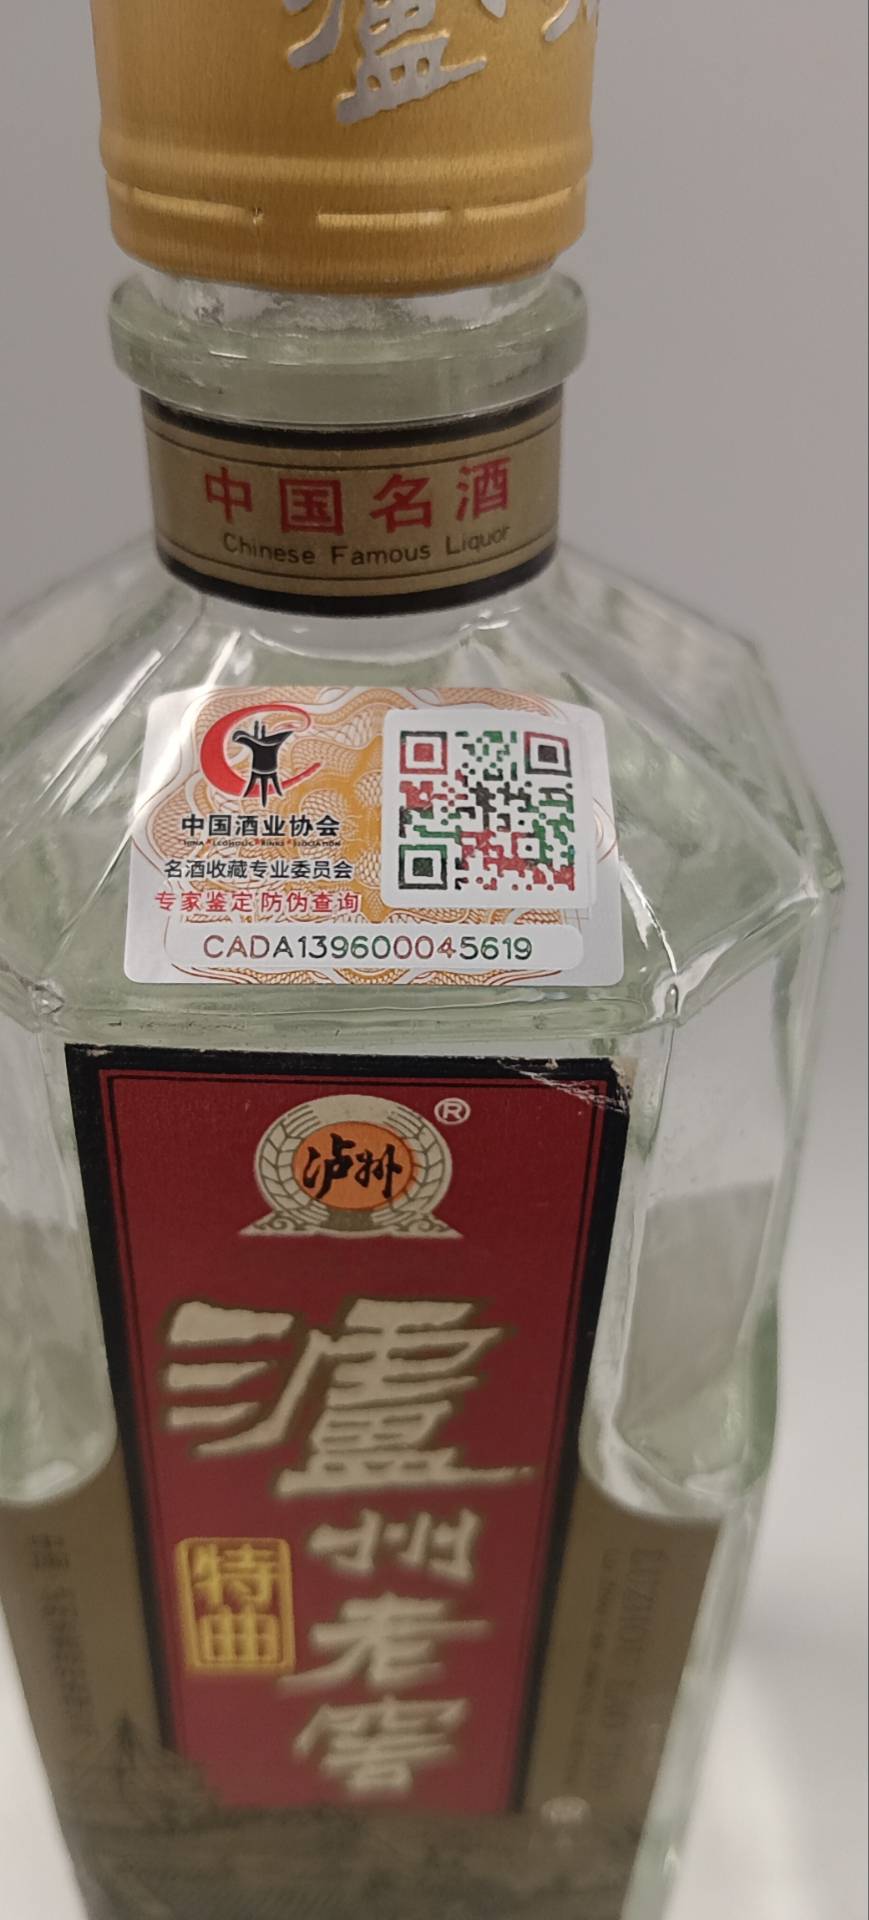 瀘
中国名酒
Chinese Famous Liquor
中国酒业协会
名酒收藏专业委员会
专家鉴定 防伪查询
CADA139600045619
®
泸州
瀘州老窖
特曲